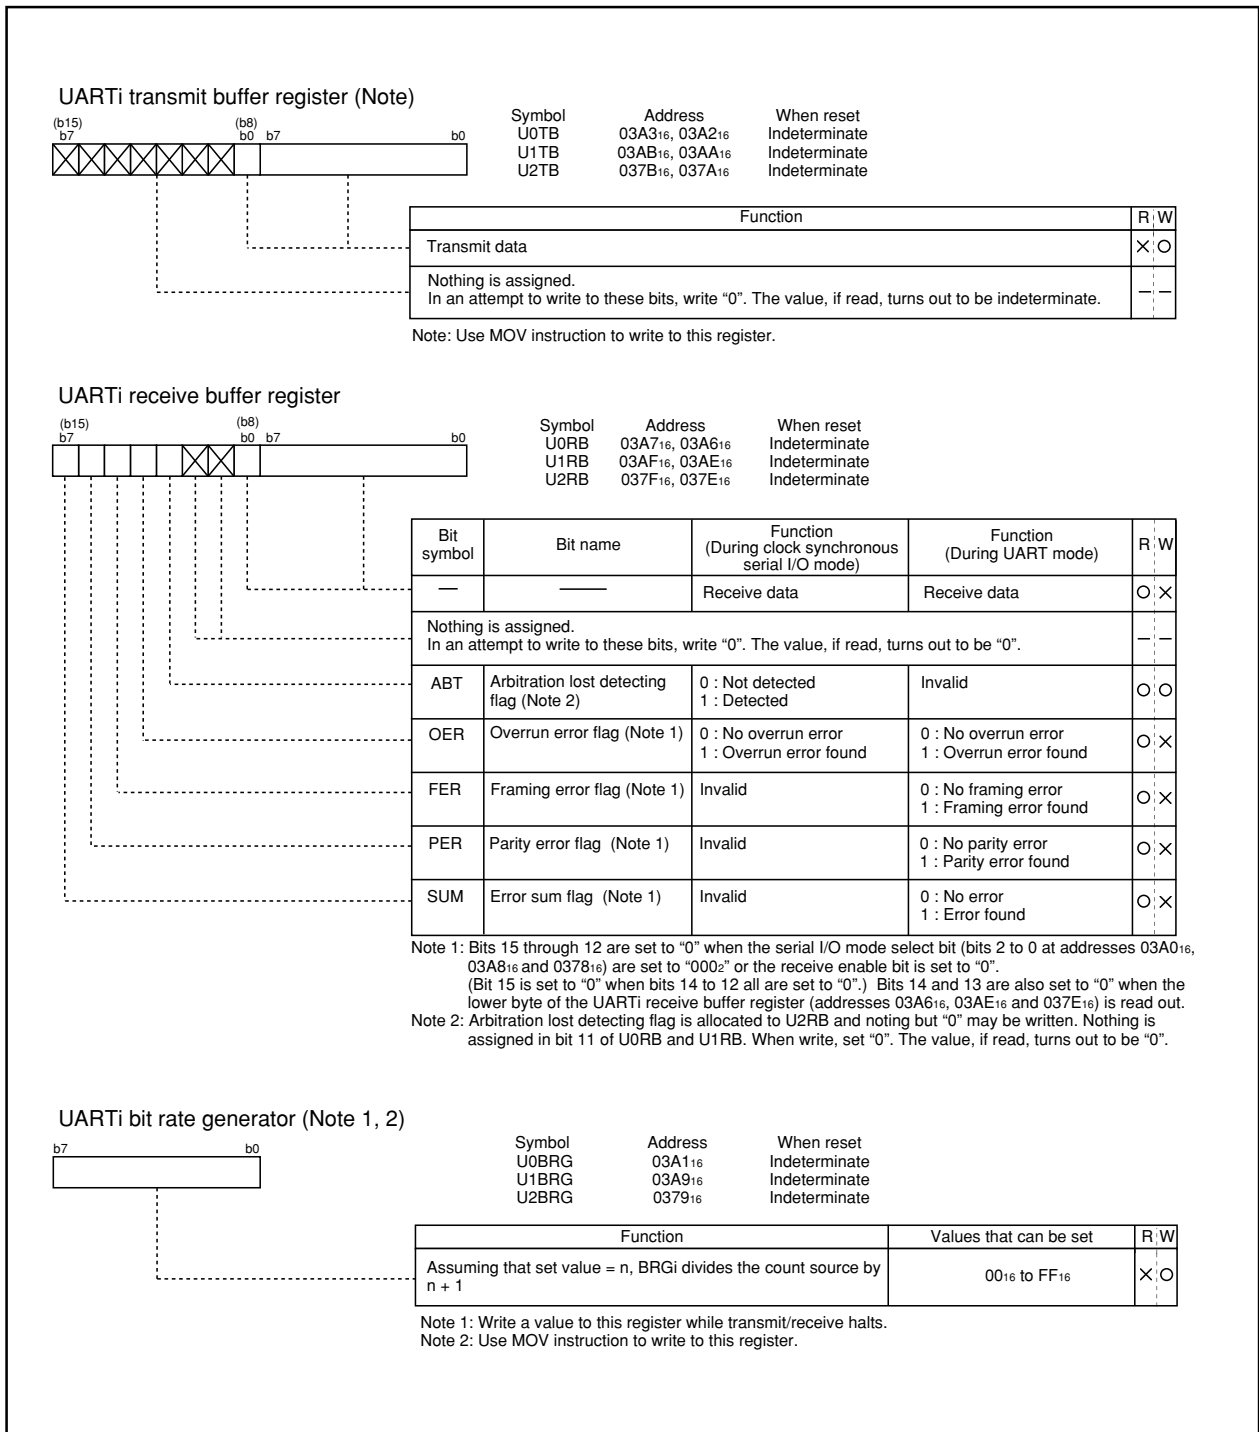 UARTi transmit buffer register (Note)
(b15) (b8)
b7 b0 b7 b0
Symbol Address When reset
U0TB 03A316, 03A216 Indeterminate
U1TB 03AB16, 03AA16 Indeterminate
U2TB 037B16, 037A16 Indeterminate
Function R W
Transmit data × ○
Nothing is assigned.
In an attempt to write to these bits, write “0”. The value, if read, turns out to be indeterminate. — —
Note: Use MOV instruction to write to this register.
UARTi receive buffer register
(b15) (b8)
b7 b0 b7 b0
Symbol Address When reset
U0RB 03A716, 03A616 Indeterminate
U1RB 03AF16, 03AE16 Indeterminate
U2RB 037F16, 037E16 Indeterminate
Bit symbol Bit name Function (During clock synchronous serial I/O mode) Function (During UART mode) R W
— — Receive data Receive data ○ ×
Nothing is assigned.
In an attempt to write to these bits, write “0”. The value, if read, turns out to be “0”. — —
ABT Arbitration lost detecting flag (Note 2) 0 : Not detected 1 : Detected Invalid ○ ○
OER Overrun error flag (Note 1) 0 : No overrun error 1 : Overrun error found 0 : No overrun error 1 : Overrun error found ○ ×
FER Framing error flag (Note 1) Invalid 0 : No framing error 1 : Framing error found ○ ×
PER Parity error flag (Note 1) Invalid 0 : No parity error 1 : Parity error found ○ ×
SUM Error sum flag (Note 1) Invalid 0 : No error 1 : Error found ○ ×
Note 1: Bits 15 through 12 are set to “0” when the serial I/O mode select bit (bits 2 to 0 at addresses 03A016,
03A816 and 037816) are set to “0002” or the receive enable bit is set to “0”.
(Bit 15 is set to “0” when bits 14 to 12 all are set to “0”.) Bits 14 and 13 are also set to “0” when the
lower byte of the UARTi receive buffer register (addresses 03A616, 03AE16 and 037E16) is read out.
Note 2: Arbitration lost detecting flag is allocated to U2RB and noting but “0” may be written. Nothing is
assigned in bit 11 of U0RB and U1RB. When write, set “0”. The value, if read, turns out to be “0”.
UARTi bit rate generator (Note 1, 2)
b7 b0
Symbol Address When reset
U0BRG 03A116 Indeterminate
U1BRG 03A916 Indeterminate
U2BRG 037916 Indeterminate
Function Values that can be set R W
Assuming that set value = n, BRGi divides the count source by
n + 1 0016 to FF16 × ○
Note 1: Write a value to this register while transmit/receive halts.
Note 2: Use MOV instruction to write to this register.